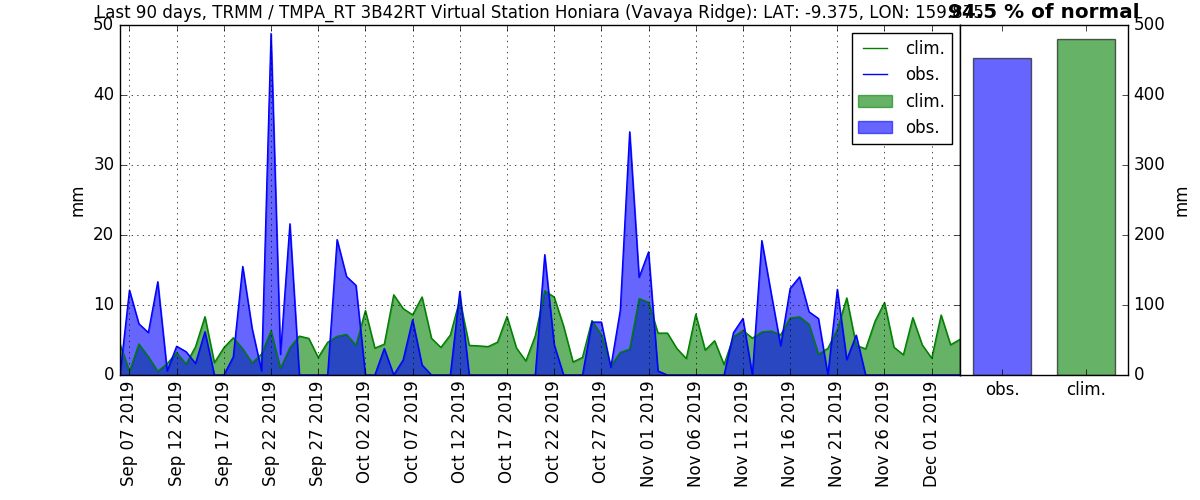 Last 90 days, TRMM / TMPA_RT 3B42RT Virtual Station Honiara (Vavaya Ridge): LAT: -9.375, LON:
94.5 % of normal
50
40
30
20
10
0
mm
clim.
obs.
clim.
obs.
500
400
300
200
100
0
mm
Sep 07 2019
Sep 12 2019
Sep 17 2019
Sep 22 2019
Sep 27 2019
Oct 02 2019
Oct 07 2019
Oct 12 2019
Oct 17 2019
Oct 22 2019
Oct 27 2019
Nov 01 2019
Nov 06 2019
Nov 11 2019
Nov 16 2019
Nov 21 2019
Nov 26 2019
Dec 01 2019
obs.
clim.